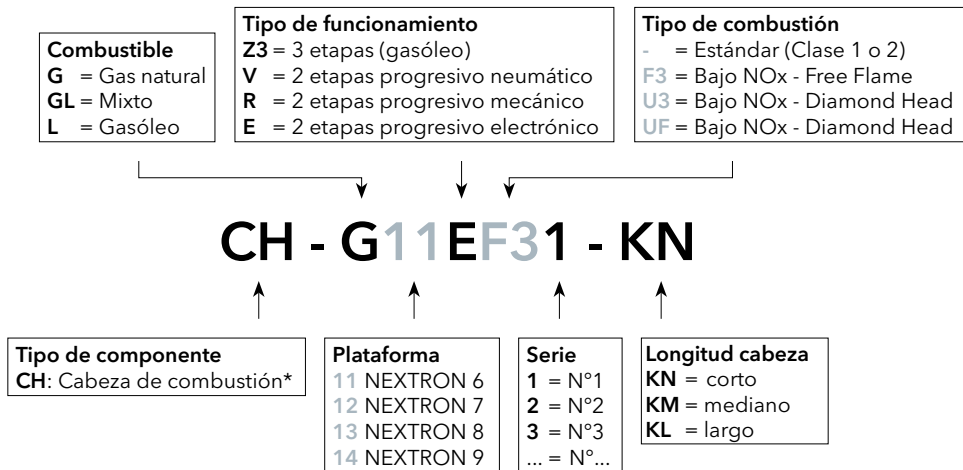 Combustible
G = Gas natural
GL = Mixto
L = Gasóleo
Tipo de funcionamiento
Z3 = 3 etapas (gasóleo)
V = 2 etapas progresivo neumático
R = 2 etapas progresivo mecánico
E = 2 etapas progresivo electrónico
Tipo de combustión
- = Estándar (Clase 1 o 2)
F3 = Bajo NOx - Free Flame
U3 = Bajo NOx - Diamond Head
UF = Bajo NOx - Diamond Head
CH - G11EF31 - KN
Tipo de componente
CH: Cabeza de combustión*
Plataforma
11 NEXTRON 6
12 NEXTRON 7
13 NEXTRON 8
14 NEXTRON 9
Serie
1 = N°1
2 = N°2
3 = N°3
... = N°...
Longitud cabeza
KN = corto
KM = mediano
KL = largo